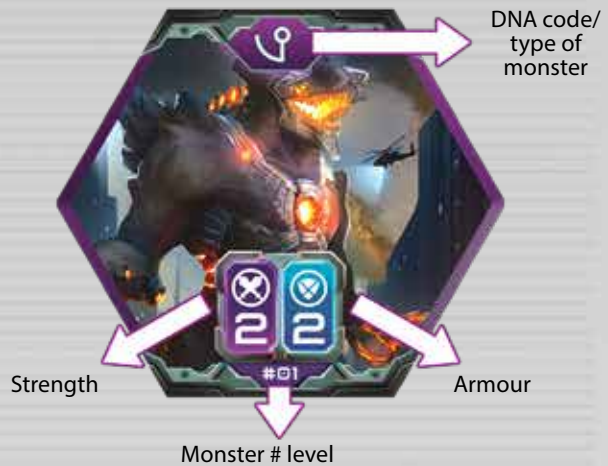 DNA code/
type of
monster
2 2
#01
Strength
Armour
Monster # level